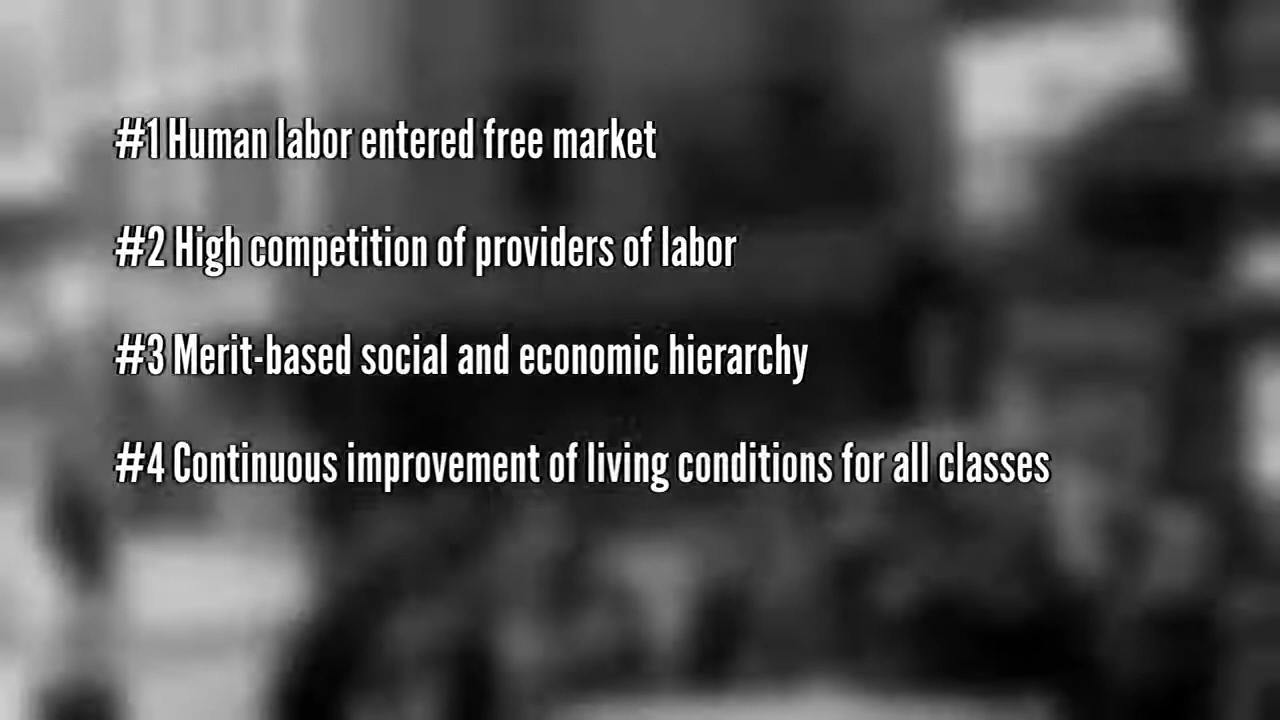 #1 Human labor entered free market
#2 High competition of providers of labor
#3 Merit-based social and economic hierarchy
#4 Continuous improvement of living conditions for all classes